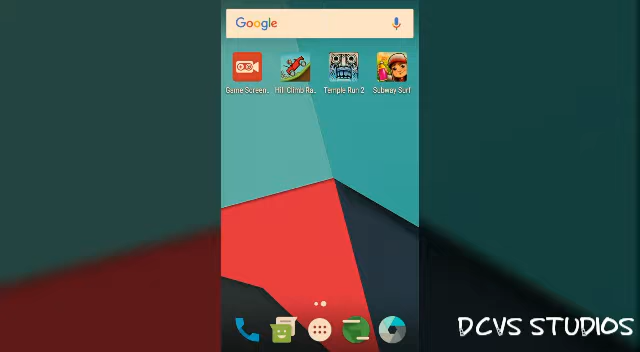 Google
Game Screen..
Hill Climb Ra..
Temple Run 2
Subway Surf
DCVS STUDIOS